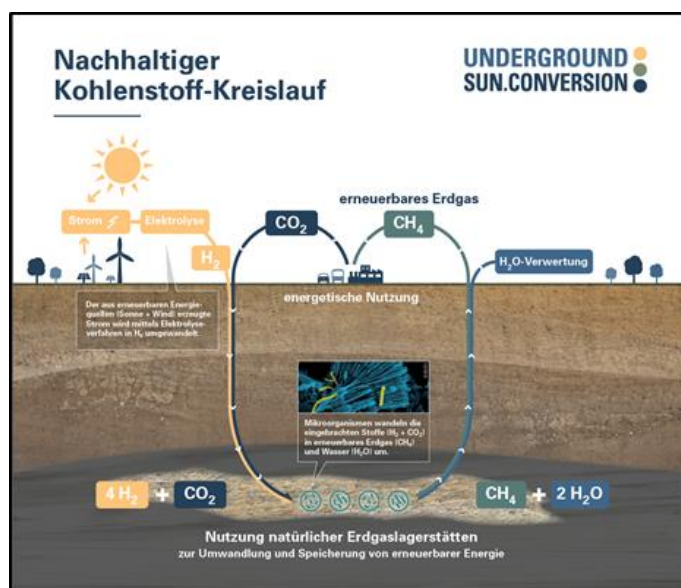 Nachhaltiger
Kohlenstoff-Kreislauf
UNDERGROUND
SUN.CONVERSION
erneuerbares Erdgas
Strom
Elektrolyse
CO₂
CH₄
H₂
H₂O-Verwertung
energetische Nutzung
Der aus erneuerbaren Energie-
quellen (Sonne + Wind) erzeugte
Strom wird mittels Elektrolyse-
verfahren in H₂ umgewandelt.
Mikroorganismen wandeln die
eingebrachten Stoffe (H₂ + CO₂)
in erneuerbares Erdgas (CH₄)
und Wasser (H₂O) um.
4 H₂ + CO₂
CH₄ + 2 H₂O
Nutzung natürlicher Erdgaslagerstätten
zur Umwandlung und Speicherung von erneuerbarer Energie